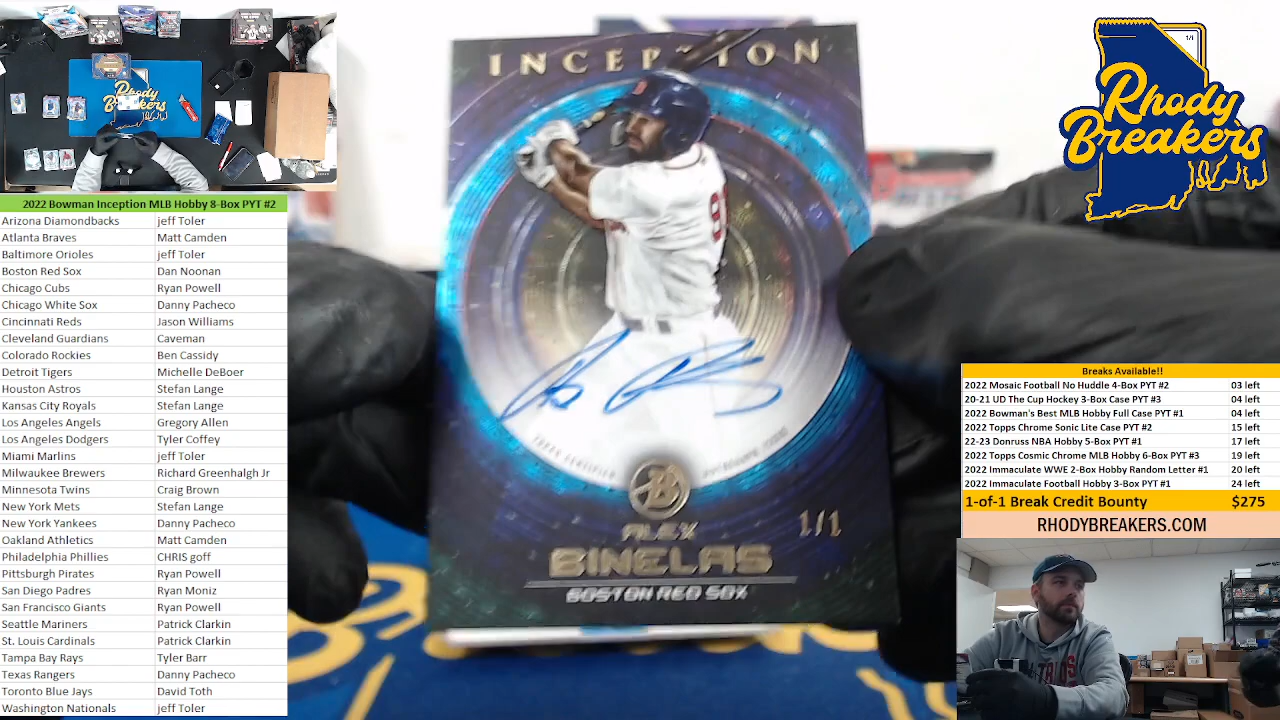 2022 Bowman Inception MLB Hobby 8-Box PYT #2
Arizona Diamondbacks jeff Toler
Atlanta Braves Matt Camden
Baltimore Orioles jeff Toler
Boston Red Sox Dan Noonan
Chicago Cubs Ryan Powell
Chicago White Sox Danny Pacheco
Cincinnati Reds Jason Williams
Cleveland Guardians Caveman
Colorado Rockies Ben Cassidy
Detroit Tigers Michelle DeBoer
Houston Astros Stefan Lange
Kansas City Royals Stefan Lange
Los Angeles Angels Gregory Allen
Los Angeles Dodgers Tyler Coffey
Miami Marlins jeff Toler
Milwaukee Brewers Richard Greenhalgh Jr
Minnesota Twins Craig Brown
New York Mets Stefan Lange
New York Yankees Danny Pacheco
Oakland Athletics Matt Camden
Philadelphia Phillies CHRIS goff
Pittsburgh Pirates Ryan Powell
San Diego Padres Ryan Moniz
San Francisco Giants Ryan Powell
Seattle Mariners Patrick Clarkin
St. Louis Cardinals Patrick Clarkin
Tampa Bay Rays Tyler Barr
Texas Rangers Danny Pacheco
Toronto Blue Jays David Toth
Washington Nationals jeff Toler
Rhody
Breakers
INCEPTION
B
1/1
ALEX
BINELAS
BOSTON RED SOX
1/1
Rhody
Breakers
Breaks Available!!
2022 Mosaic Football No Huddle 4-Box PYT #2 03 left
20-21 UD The Cup Hockey 3-Box Case PYT #3 04 left
2022 Bowman's Best MLB Hobby Full Case PYT #1 04 left
2022 Topps Chrome Sonic Lite Case PYT #2 15 left
22-23 Donruss NBA Hobby 5-Box PYT #1 17 left
2022 Topps Cosmic Chrome MLB Hobby 6-Box PYT #3 19 left
2022 Immaculate WWE 2-Box Hobby Random Letter #1 20 left
2022 Immaculate Football Hobby 3-Box PYT #1 24 left
1-of-1 Break Credit Bounty $275
RHODYBREAKERS.COM